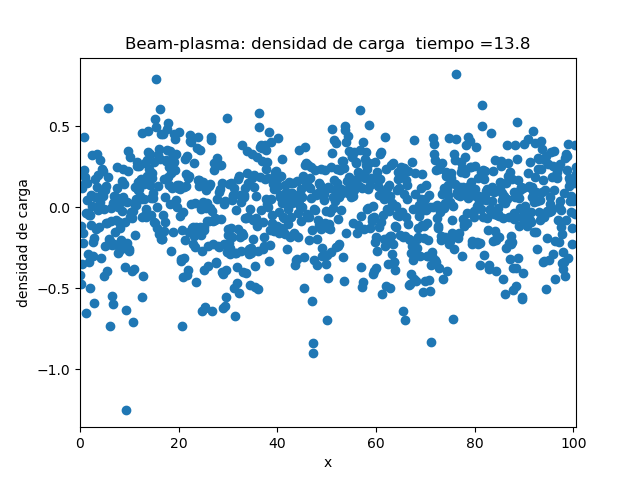 Beam-plasma: densidad de carga  tiempo =13.8
densidad de carga
0.5
0.0
−0.5
−1.0
0 20 40 60 80 100
x